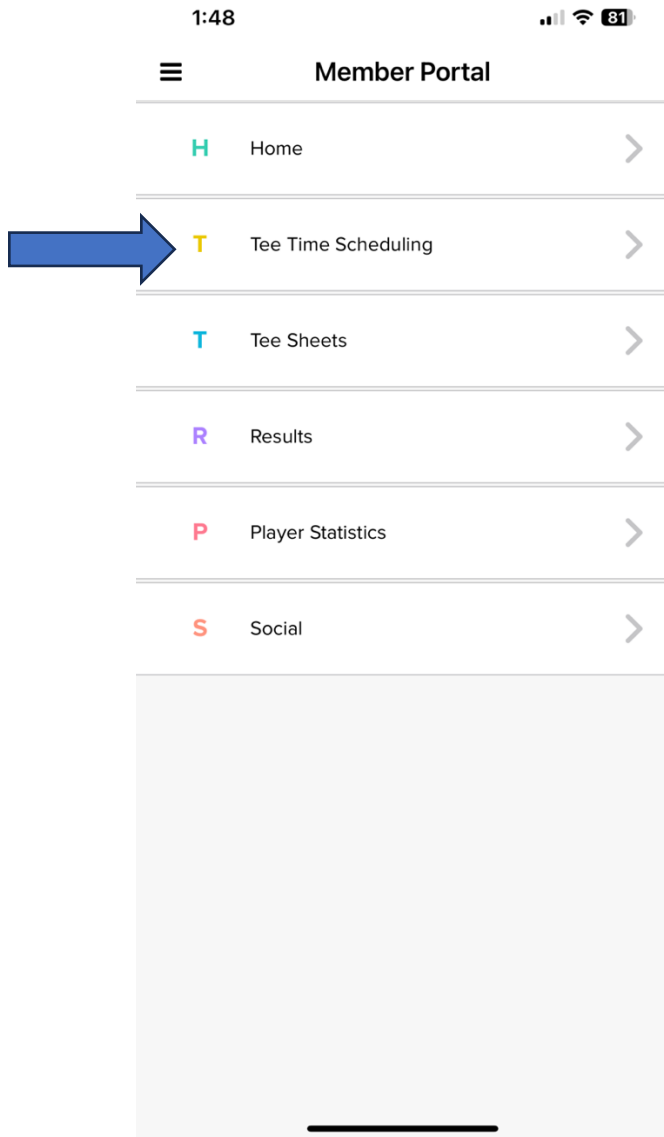 1:48
81
Member Portal
H Home
T Tee Time Scheduling
T Tee Sheets
R Results
P Player Statistics
S Social